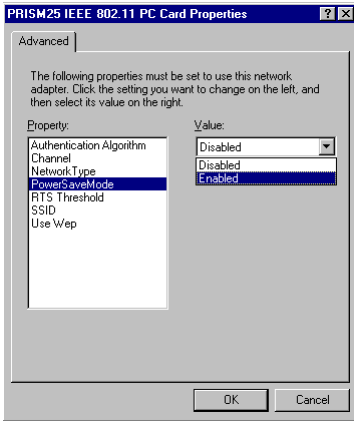 PRISM25 IEEE 802.11 PC Card Properties
Advanced
The following properties must be set to use this network
adapter. Click the setting you want to change on the left, and
then select its value on the right.
Property:
Authentication Algorithm
Channel
NetworkType
PowerSaveMode
RTS Threshold
SSID
Use Wep
Value:
Disabled
Disabled
Enabled
OK
Cancel